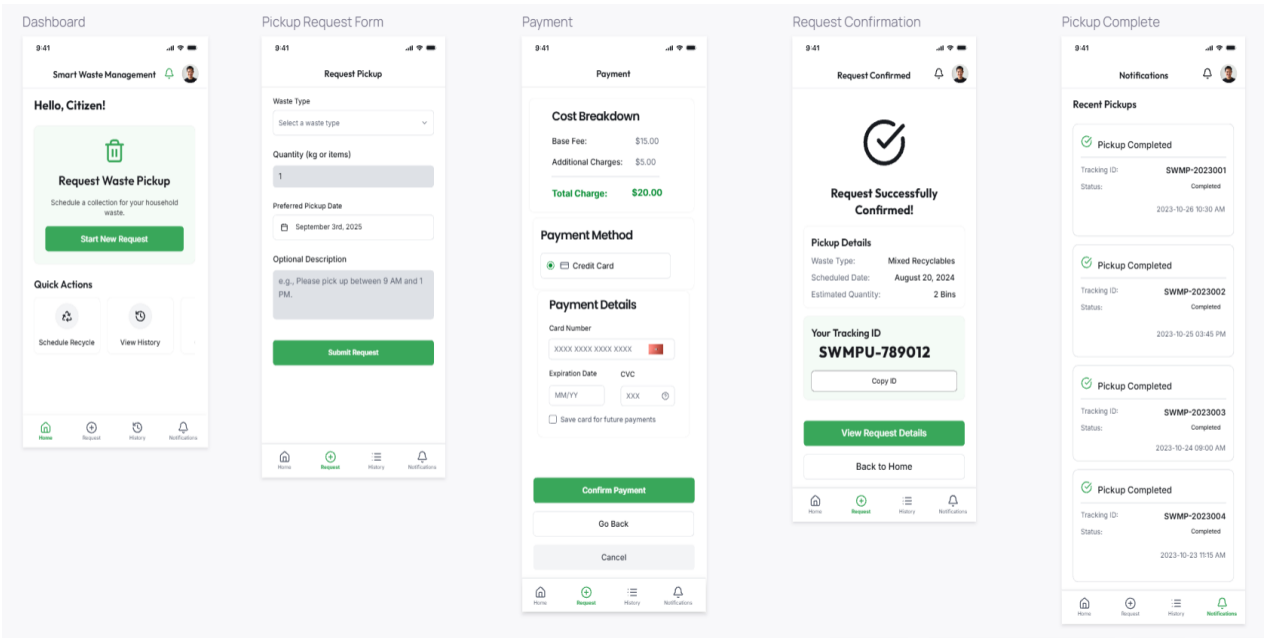 Dashboard
9:41
Smart Waste Management
Hello, Citizen!
Request Waste Pickup
Schedule a collection for your household
waste.
Start New Request
Quick Actions
Schedule Recycle
View History
Home
Request
History
Notifications
Pickup Request Form
9:41
Request Pickup
Waste Type
Select a waste type
Quantity (kg or items)
1
Preferred Pickup Date
September 3rd, 2025
Optional Description
e.g., Please pick up between 9 AM and 1
PM.
Submit Request
Home
Request
History
Notifications
Payment
9:41
Payment
Cost Breakdown
Base Fee: $15.00
Additional Charges: $5.00
Total Charge: $20.00
Payment Method
Credit Card
Payment Details
Card Number
XXXX XXXX XXXX XXXX
Expiration Date CVC
MM/YY XXX
Save card for future payments
Confirm Payment
Go Back
Cancel
Home
Request
History
Notifications
Request Confirmation
9:41
Request Confirmed
Request Successfully
Confirmed!
Pickup Details
Waste Type: Mixed Recyclables
Scheduled Date: August 20, 2024
Estimated Quantity: 2 Bins
Your Tracking ID
SWMPU-789012
Copy ID
View Request Details
Back to Home
Home
Request
History
Notifications
Pickup Complete
9:41
Notifications
Recent Pickups
Pickup Completed
Tracking ID: SWMP-2023001
Status: Completed
2023-10-26 10:30 AM
Pickup Completed
Tracking ID: SWMP-2023002
Status: Completed
2023-10-25 03:45 PM
Pickup Completed
Tracking ID: SWMP-2023003
Status: Completed
2023-10-24 09:00 AM
Pickup Completed
Tracking ID: SWMP-2023004
Status: Completed
2023-10-23 11:15 AM
Home
Request
History
Notifications